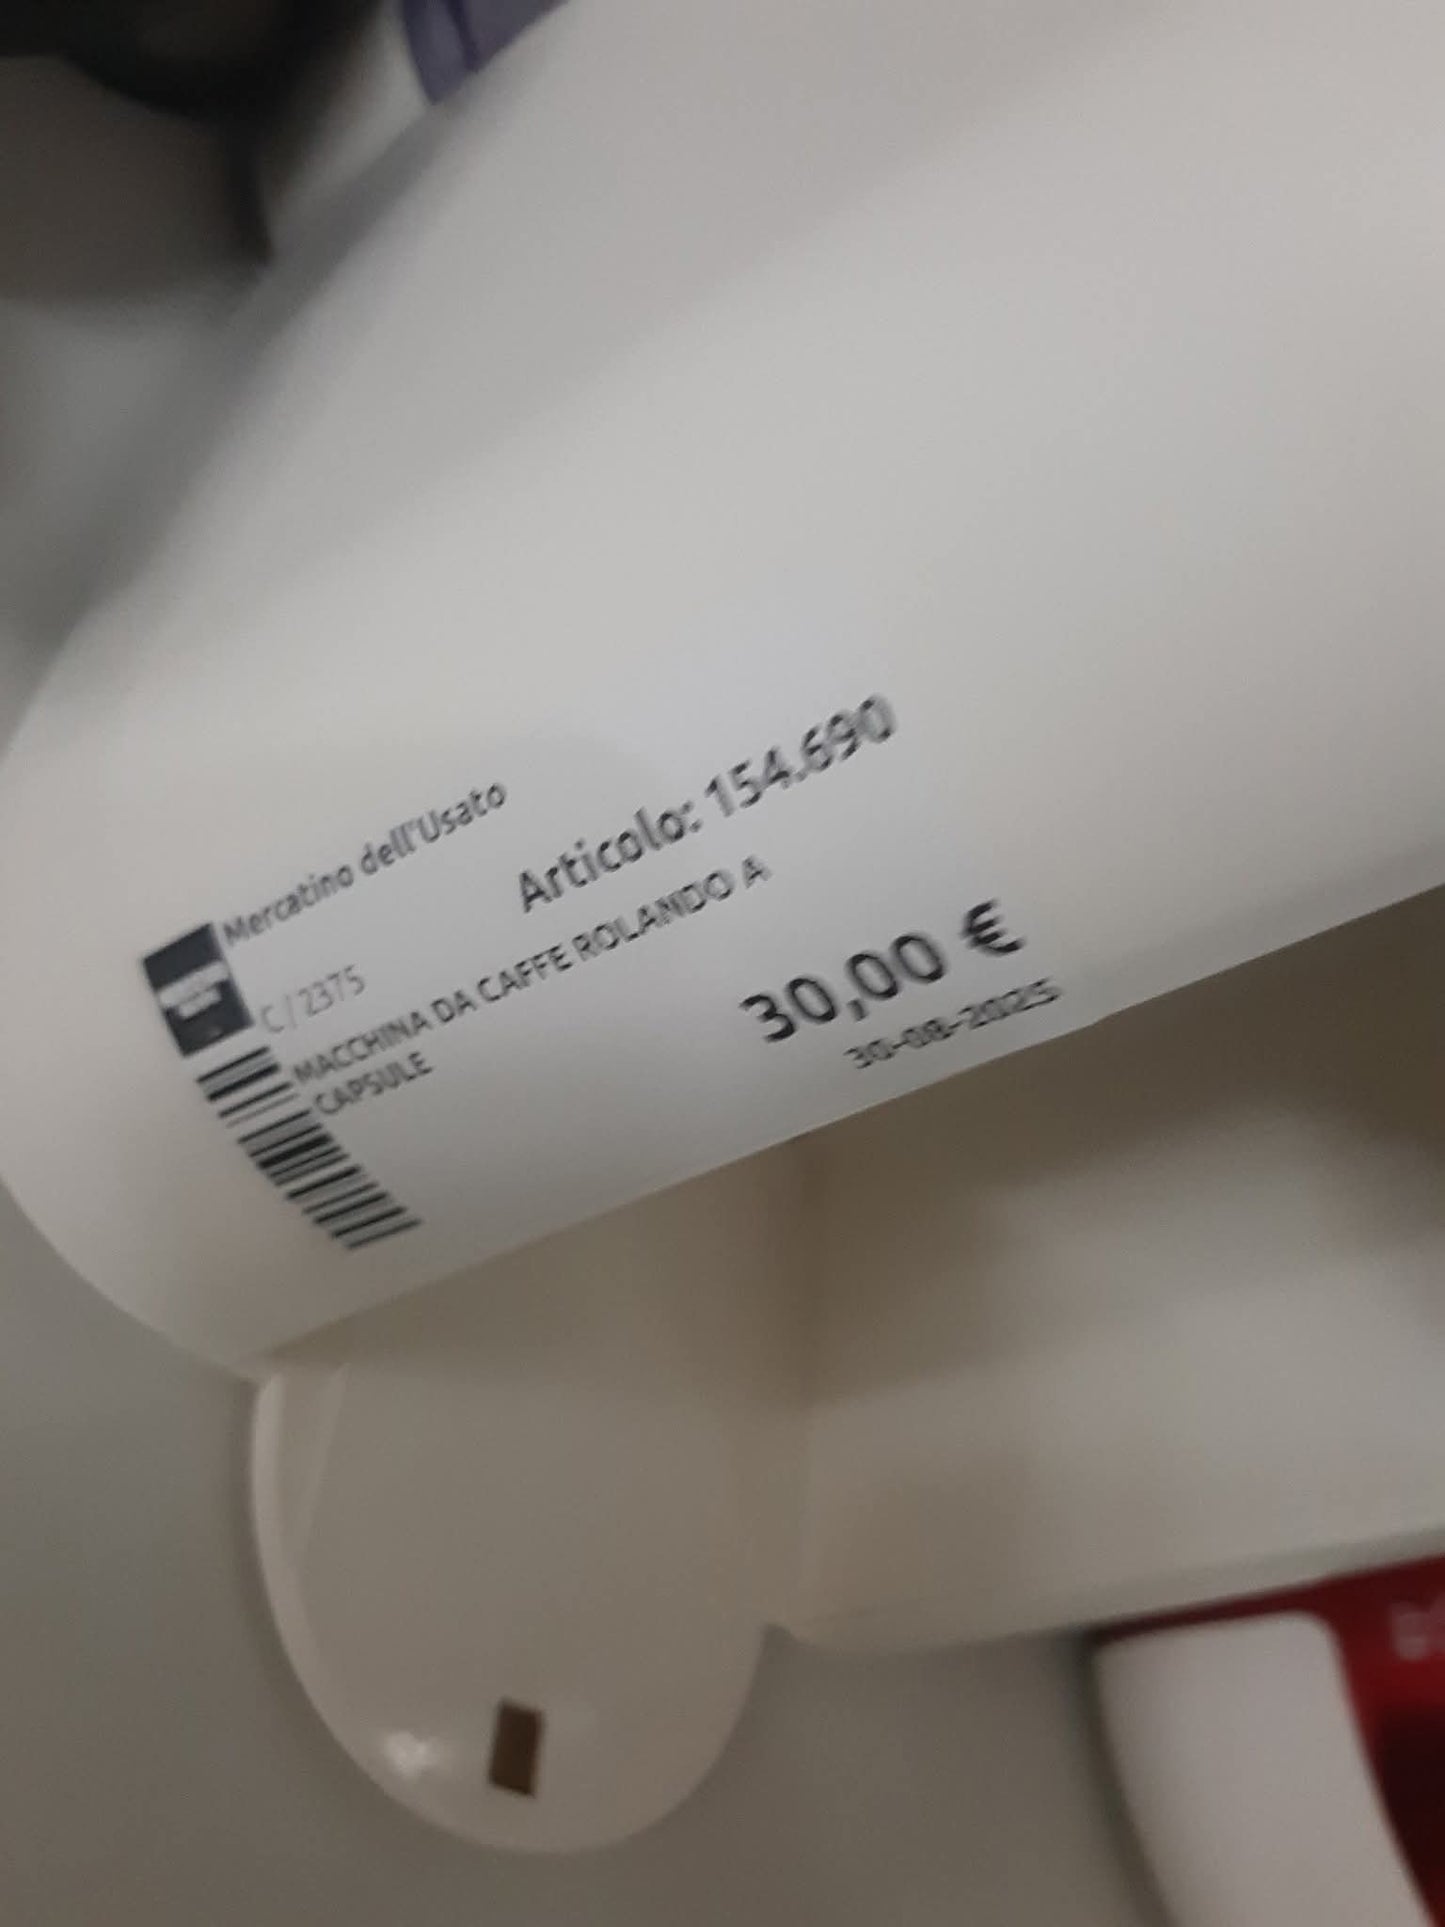 Mercatino dell'Usato
Articolo: 154.690
C / 2375
MACCHINA DA CAFFE ROLANDO A
CAPSULE
30,00 €
30-08-2025